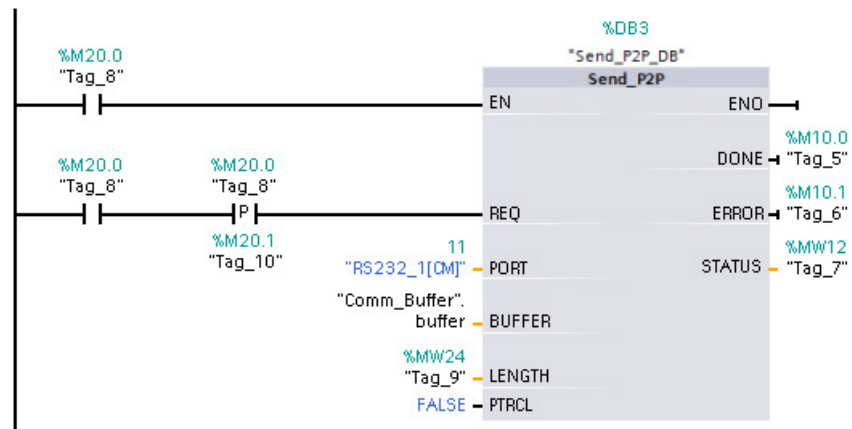 %DB3
"Send_P2P_DB"
Send_P2P
%M20.0
"Tag_8"
EN
ENO
%M10.0
DONE
"Tag_5"
%M20.0
"Tag_8"
%M20.0
"Tag_8"
P
%M20.1
"Tag_10"
REQ
%M10.1
ERROR
"Tag_6"
11
"RS232_1[CM]"
PORT
%MW12
STATUS
"Tag_7"
"Comm_Buffer".
buffer
BUFFER
%MW24
"Tag_9"
LENGTH
FALSE
PTRCL